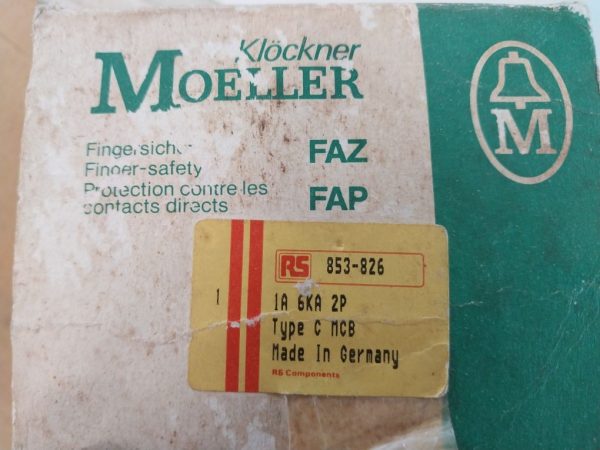 Klöckner
MOELLER
Fingersicher
Finger-safety
Protection contre les
contacts directs
FAZ
FAP
M
RS 853-826
1
1A 6KA 2P
Type C MCB
Made In Germany
RS Components